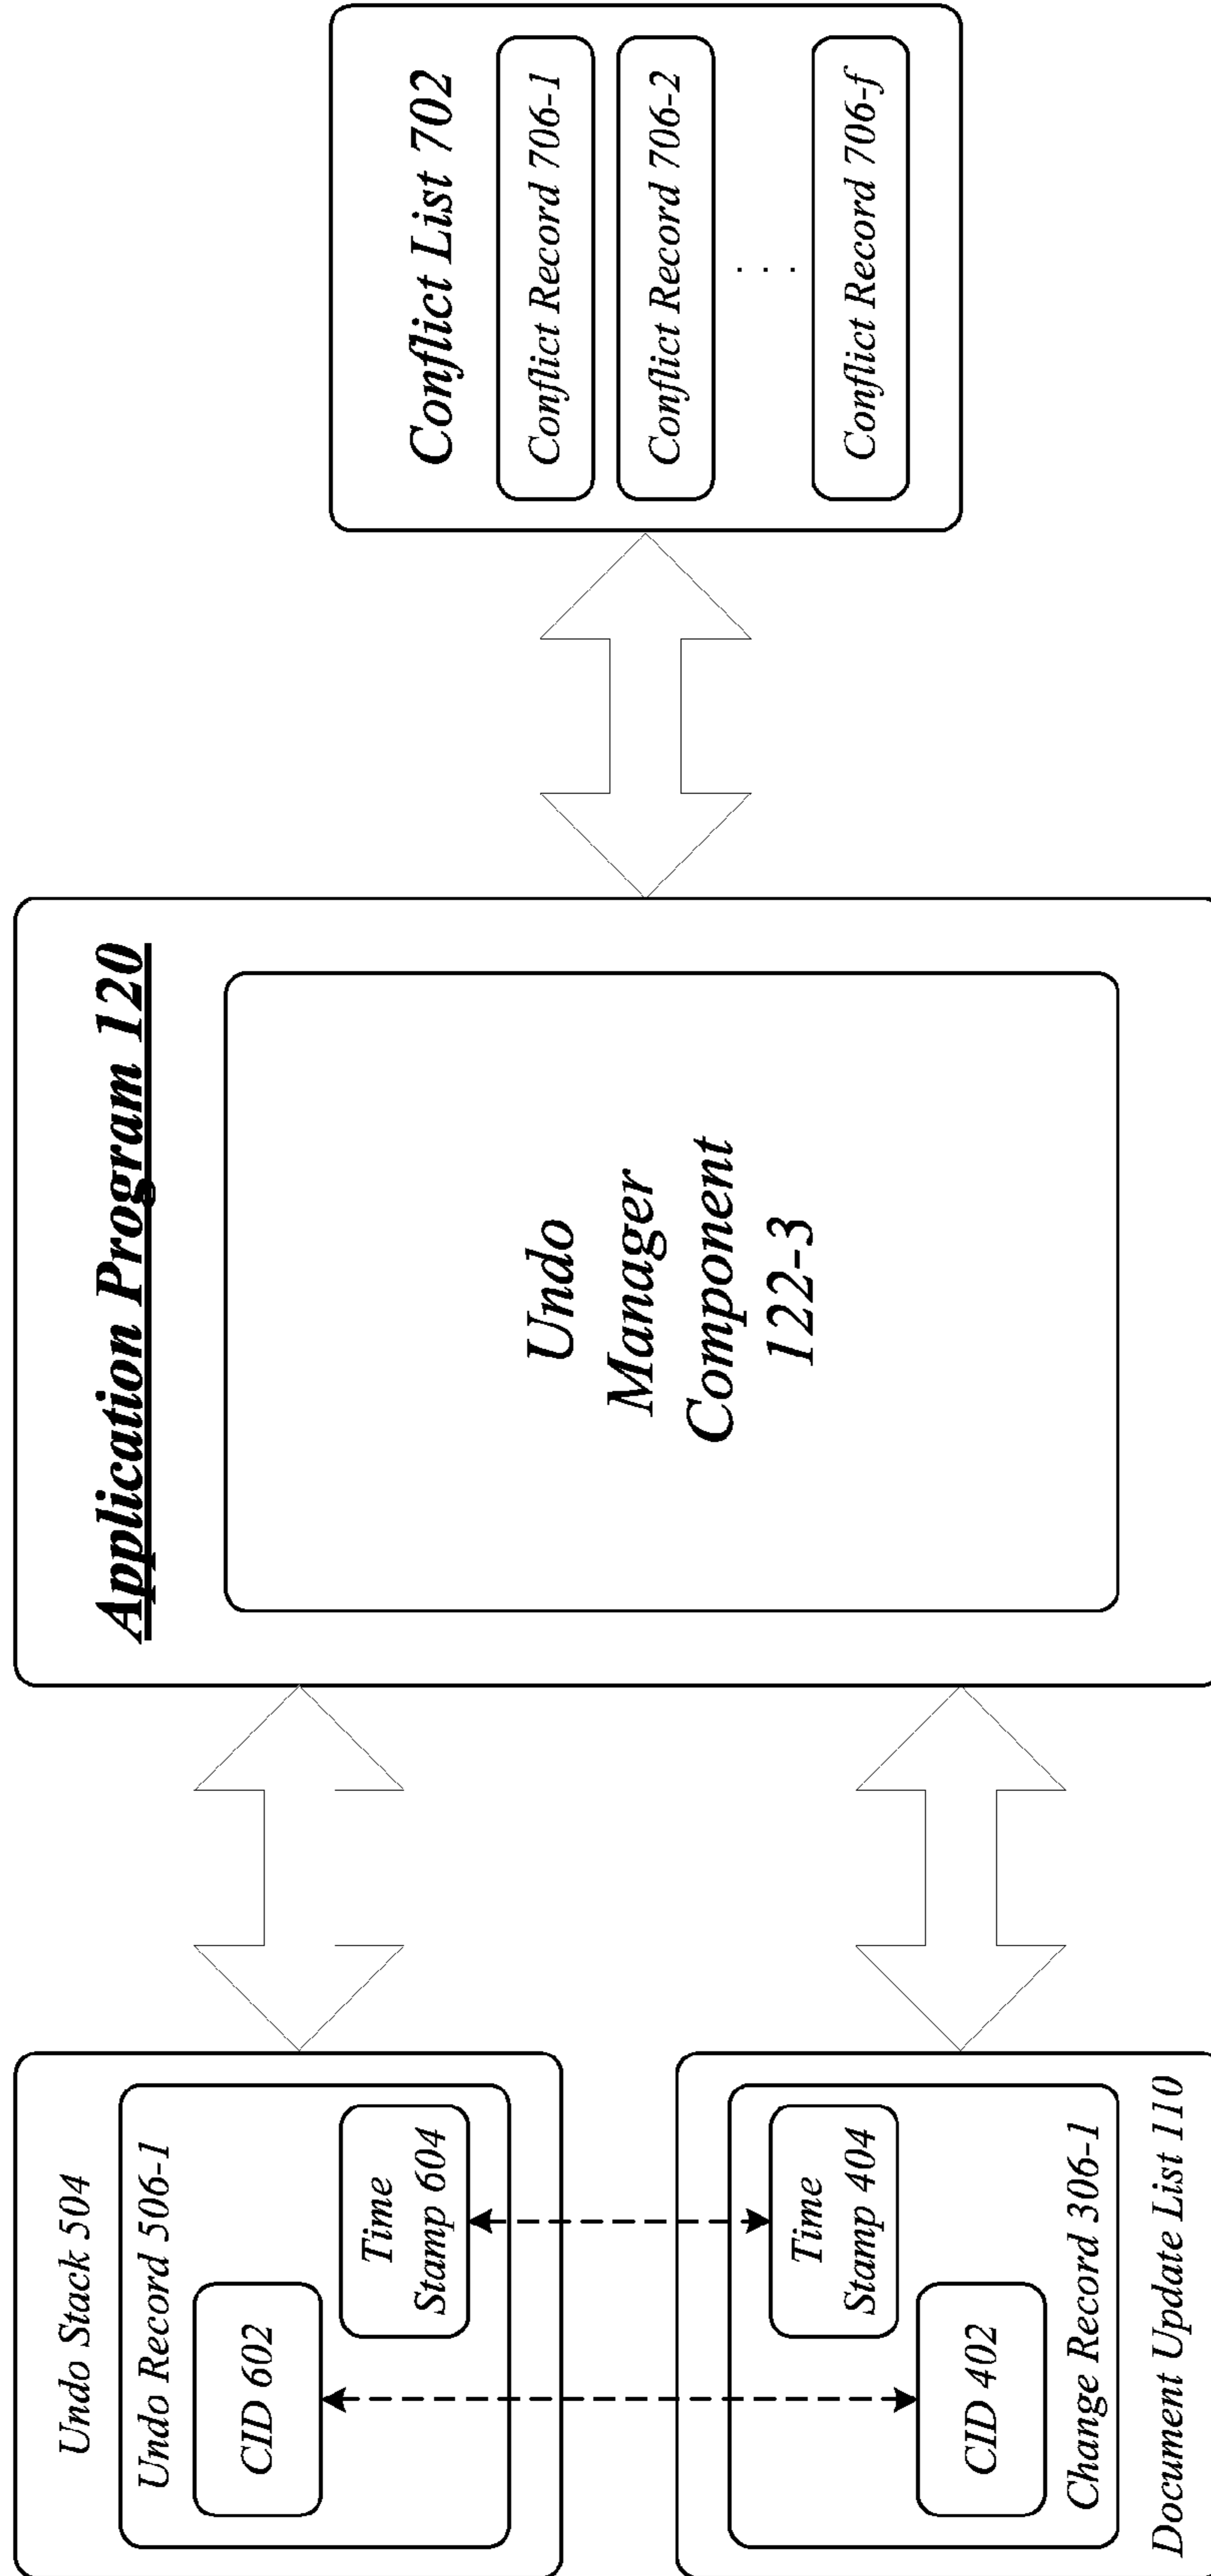 Undo Stack 504
Undo Record 506-1
CID 602
Time
Stamp 604
Time
Stamp 404
CID 402
Change Record 306-1
Document Update List 110
Application Program 120
Undo
Manager
Component
122-3
Conflict List 702
Conflict Record 706-1
Conflict Record 706-2
. . .
Conflict Record 706-f